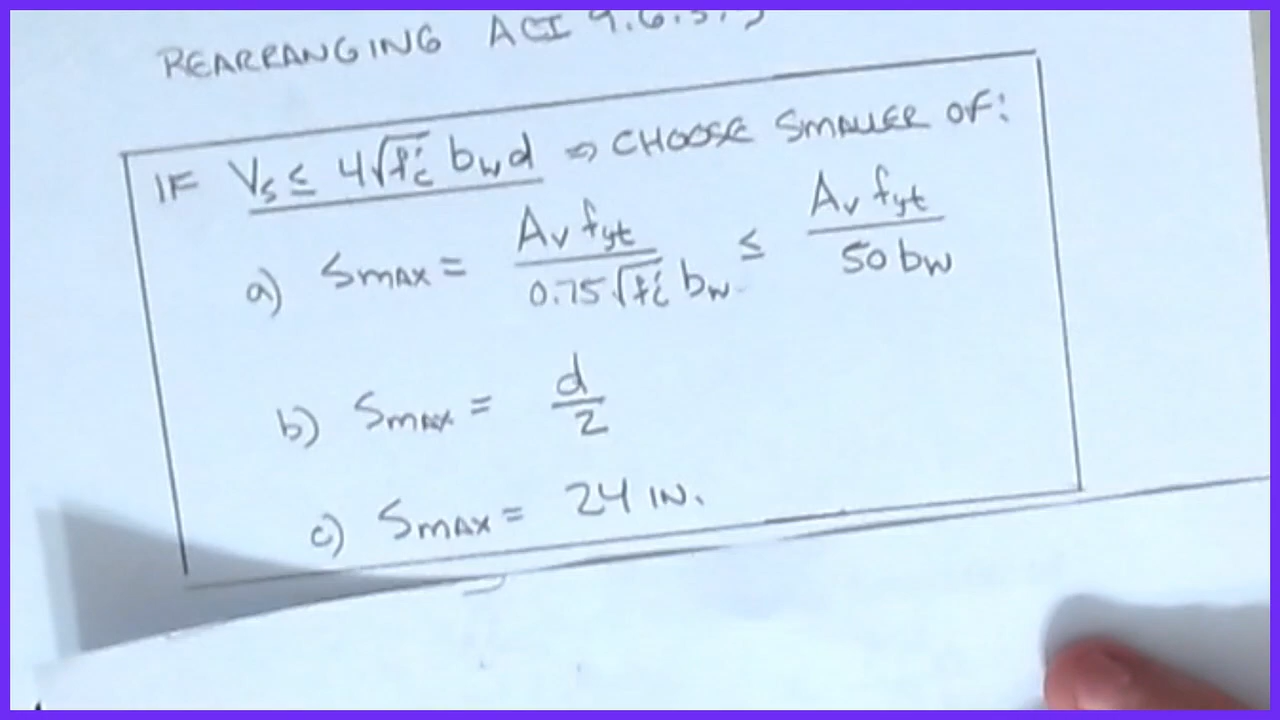 REARRANGING ACI
IF Vs ≤ 4√f'c bwd ⇒ CHOOSE SMALLER OF:
a) SMAX = Av fyt / 0.75√f'c bw ≤ Av fyt / 50 bw
b) SMAX = d / 2
c) SMAX = 24 IN.